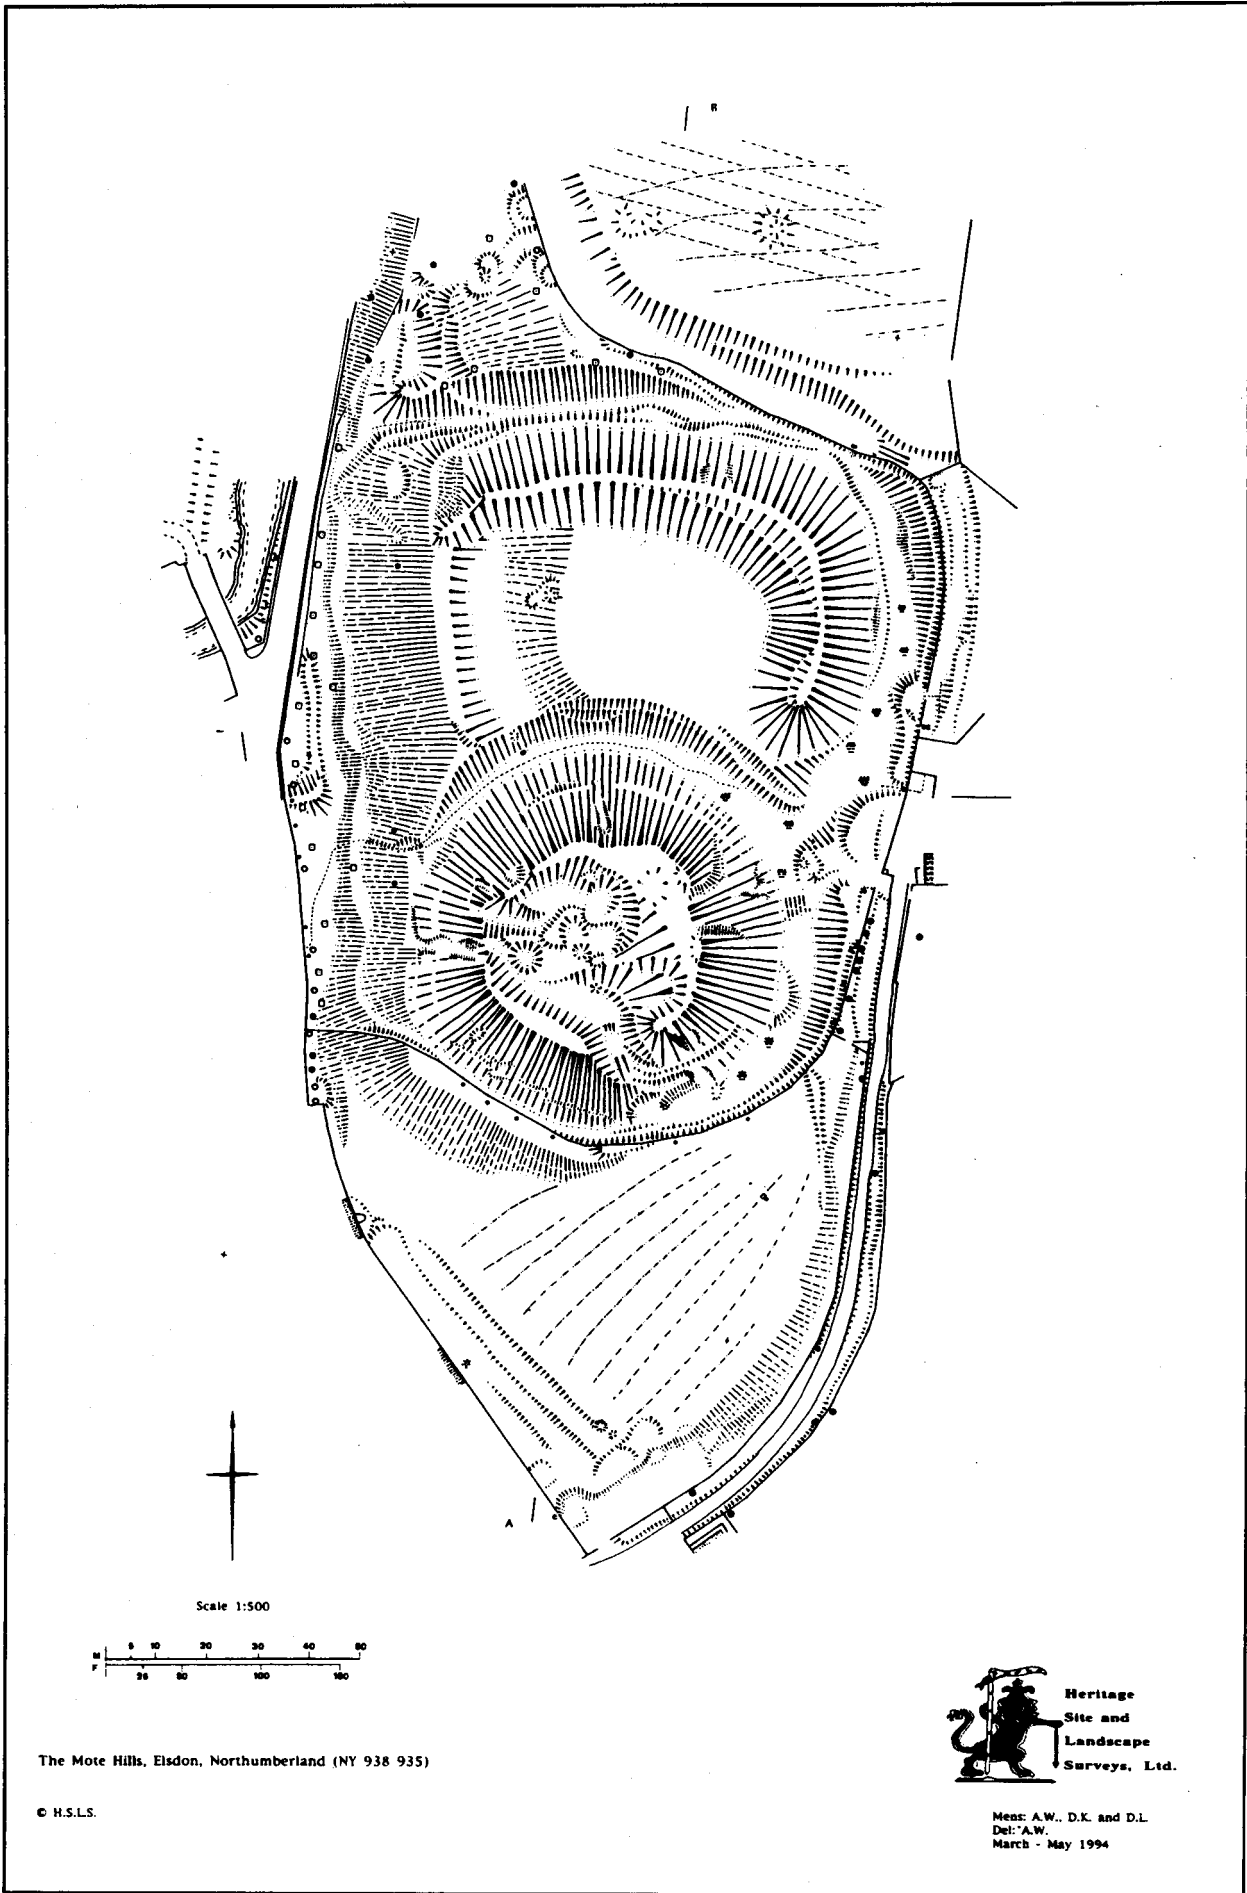 B
A
Scale 1:500
M 5 10 20 30 40 50
F 25 50 100 150
Heritage
Site and
Landscape
Surveys, Ltd.
The Mote Hills, Elsdon, Northumberland (NY 938 935)
© H.S.L.S.
Mens: A.W., D.K. and D.L.
Del: A.W.
March - May 1994